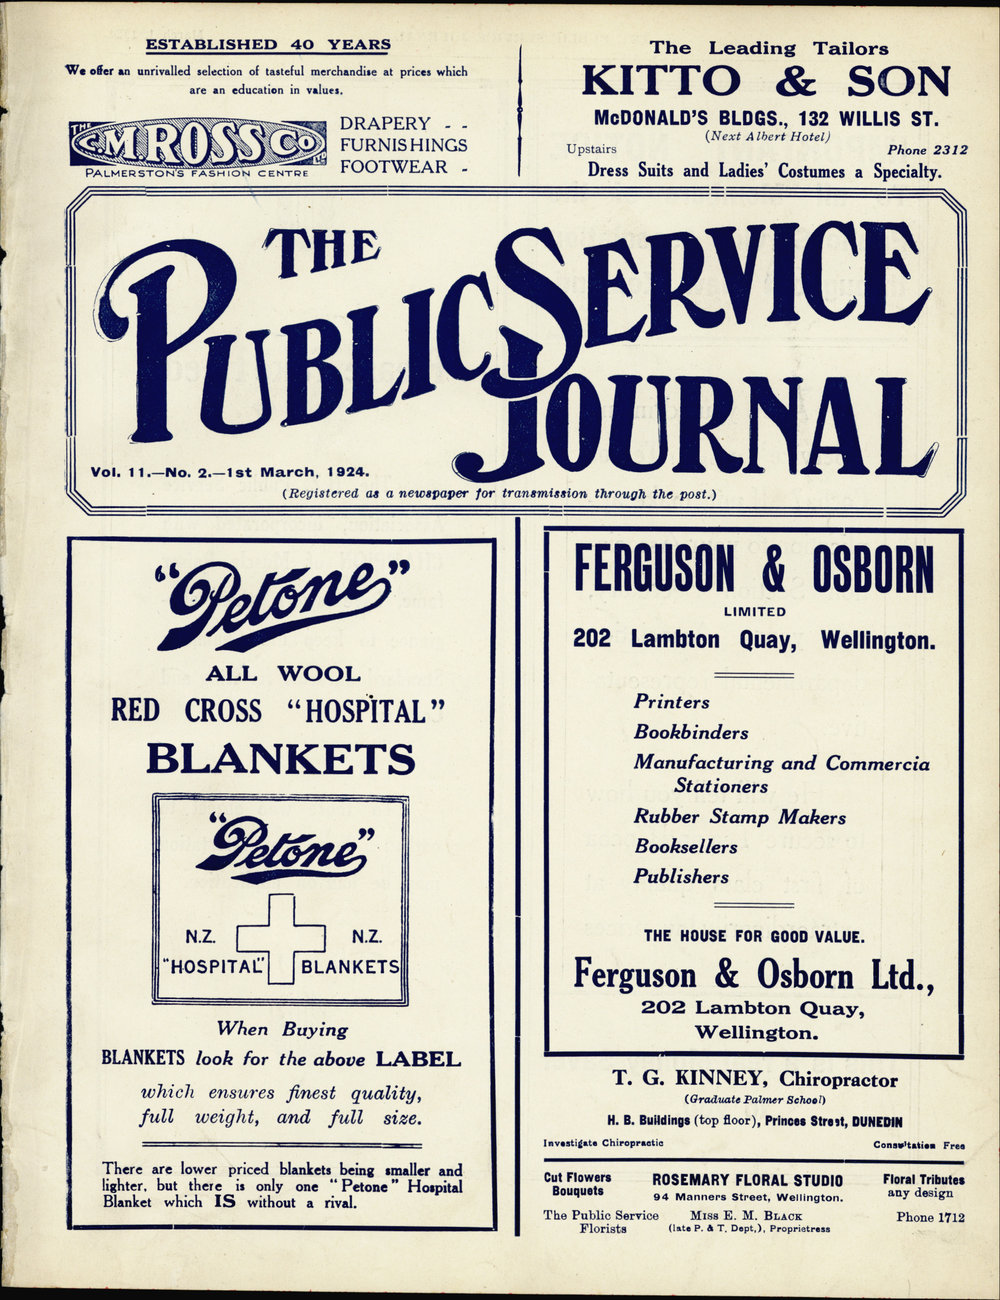 ESTABLISHED 40 YEARS
We offer an unrivalled selection of tasteful merchandise at prices which
are an education in values.
THE C.M. ROSS CO LTD
PALMERSTON'S FASHION CENTRE
DRAPERY - -
FURNISHINGS
FOOTWEAR -
The Leading Tailors
KITTO & SON
McDONALD'S BLDGS., 132 WILLIS ST.
(Next Albert Hotel)
Upstairs Phone 2312
Dress Suits and Ladies' Costumes a Specialty.
THE
PUBLIC SERVICE
JOURNAL
Vol. 11.—No. 2.—1st March, 1924.
(Registered as a newspaper for transmission through the post.)
"Petone"
ALL WOOL
RED CROSS "HOSPITAL"
BLANKETS
"Petone"
N.Z. N.Z.
"HOSPITAL" BLANKETS
When Buying
BLANKETS look for the above LABEL
which ensures finest quality,
full weight, and full size.
There are lower priced blankets being smaller and
lighter, but there is only one "Petone" Hospital
Blanket which IS without a rival.
FERGUSON & OSBORN
LIMITED
202 Lambton Quay, Wellington.
Printers
Bookbinders
Manufacturing and Commercia
Stationers
Rubber Stamp Makers
Booksellers
Publishers
THE HOUSE FOR GOOD VALUE.
Ferguson & Osborn Ltd.,
202 Lambton Quay,
Wellington.
T. G. KINNEY, Chiropractor
(Graduate Palmer School)
H. B. Buildings (top floor), Princes Street, DUNEDIN
Investigate Chiropractic Consultation Free
Cut Flowers
Bouquets
ROSEMARY FLORAL STUDIO
94 Manners Street, Wellington.
Floral Tributes
any design
The Public Service
Florists
MISS E. M. BLACK
(late P. & T. Dept.), Proprietress
Phone 1712